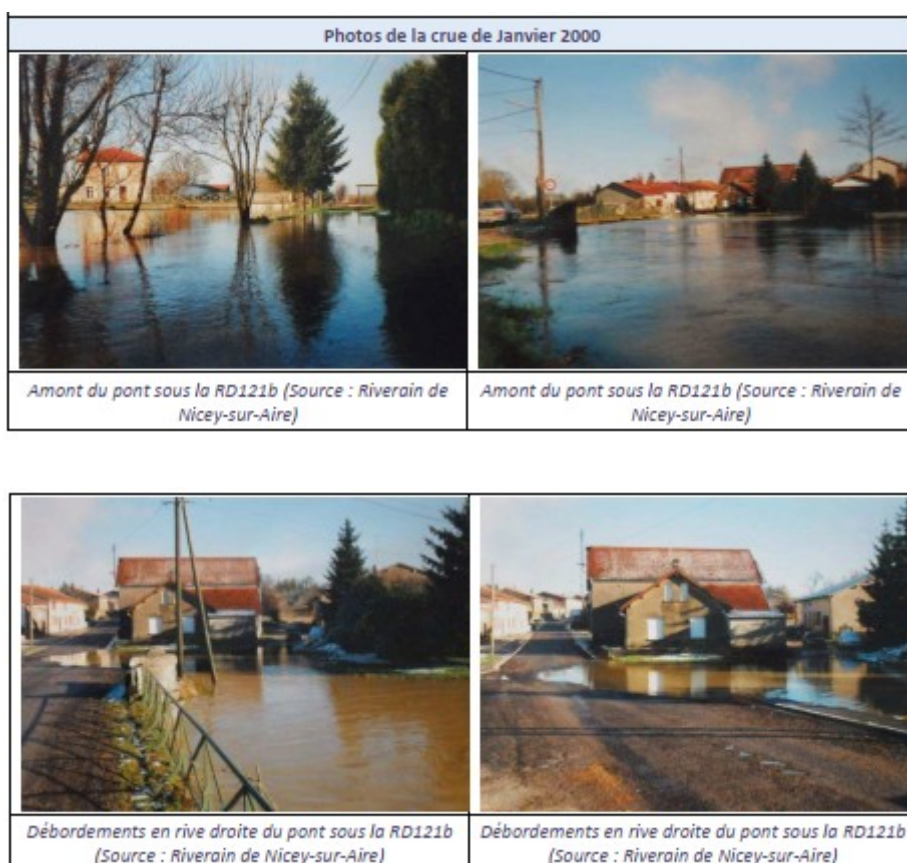 Photos de la crue de Janvier 2000
Amont du pont sous la RD121b (Source : Riverain de
Nicey-sur-Aire)
Amont du pont sous la RD121b (Source : Riverain de
Nicey-sur-Aire)
Débordements en rive droite du pont sous la RD121b
(Source : Riverain de Nicey-sur-Aire)
Débordements en rive droite du pont sous la RD121b
(Source : Riverain de Nicey-sur-Aire)